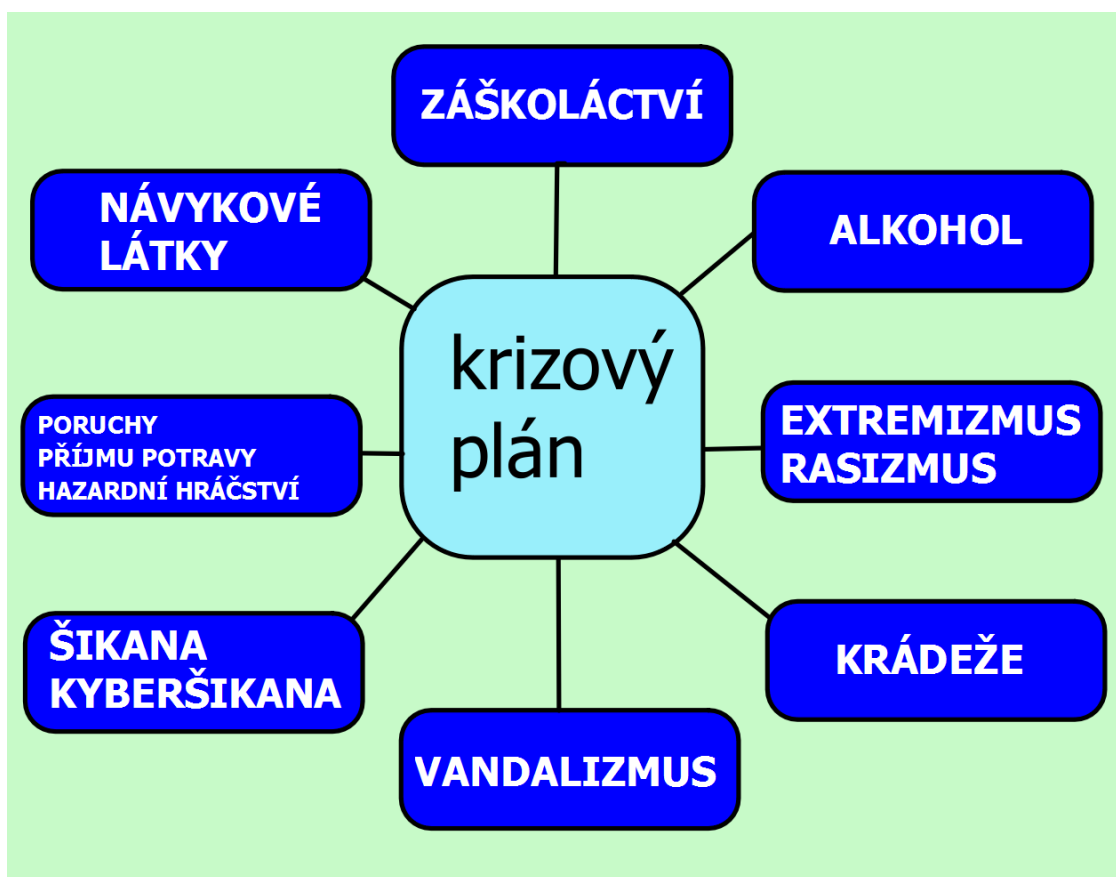 ZÁŠKOLÁCTVÍ
NÁVYKOVÉ
LÁTKY
ALKOHOL
krizový
plán
PORUCHY
PŘÍJMU POTRAVY
HAZARDNÍ HRÁČSTVÍ
EXTREMIZMUS
RASIZMUS
ŠIKANA
KYBERŠIKANA
KRÁDEŽE
VANDALIZMUS